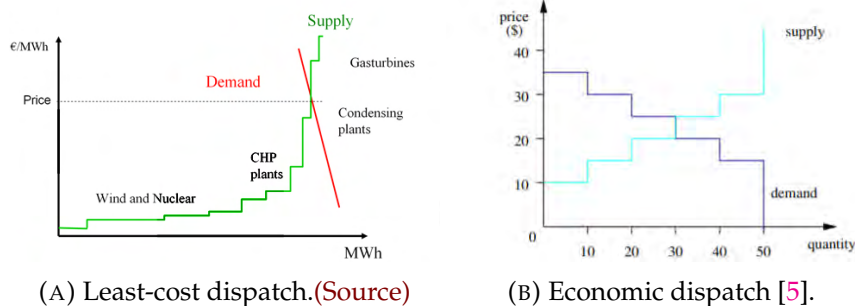 Supply
€/MWh
Gasturbines
Demand
Price
Condensing
plants
CHP
plants
Wind and Nuclear
MWh
(A) Least-cost dispatch.(Source)
price
($)
supply
40
30
20
10
demand
0
10 20 30 40 50
quantity
(B) Economic dispatch [5].